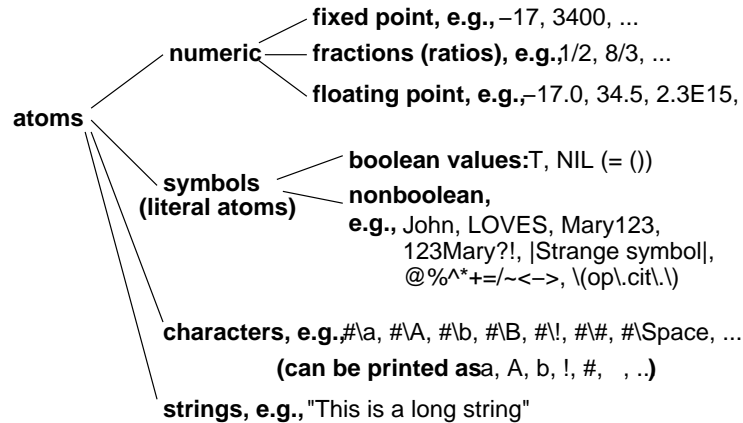 fixed point, e.g., −17, 3400, ...
numeric
fractions (ratios), e.g., 1/2, 8/3, ...
floating point, e.g., −17.0, 34.5, 2.3E15,
atoms
boolean values: T, NIL (= ())
symbols
(literal atoms)
nonboolean,
e.g., John, LOVES, Mary123,
123Mary?!, |Strange symbol|,
@%^*+=/~<−>, \(op\.cit\.\)
characters, e.g., #\a, #\A, #\b, #\B, #\!, #\#, #\Space, ...
(can be printed as a, A, b, !, #,   , ..)
strings, e.g., "This is a long string"